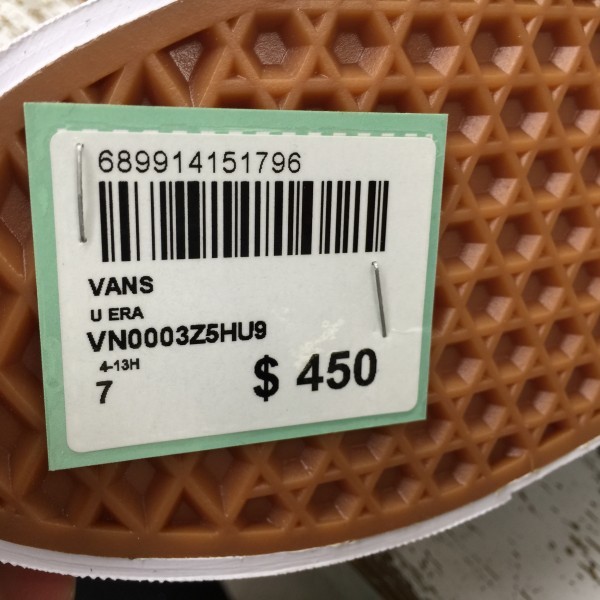 689914151796
VANS
U ERA
VN0003Z5HU9
4-13H
7
$ 450